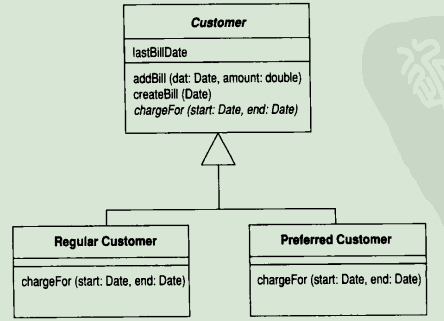 Customer
lastBillDate
addBill (dat: Date, amount: double)
createBill (Date)
chargeFor (start: Date, end: Date)
Regular Customer
chargeFor (start: Date, end: Date)
Preferred Customer
chargeFor (start: Date, end: Date)